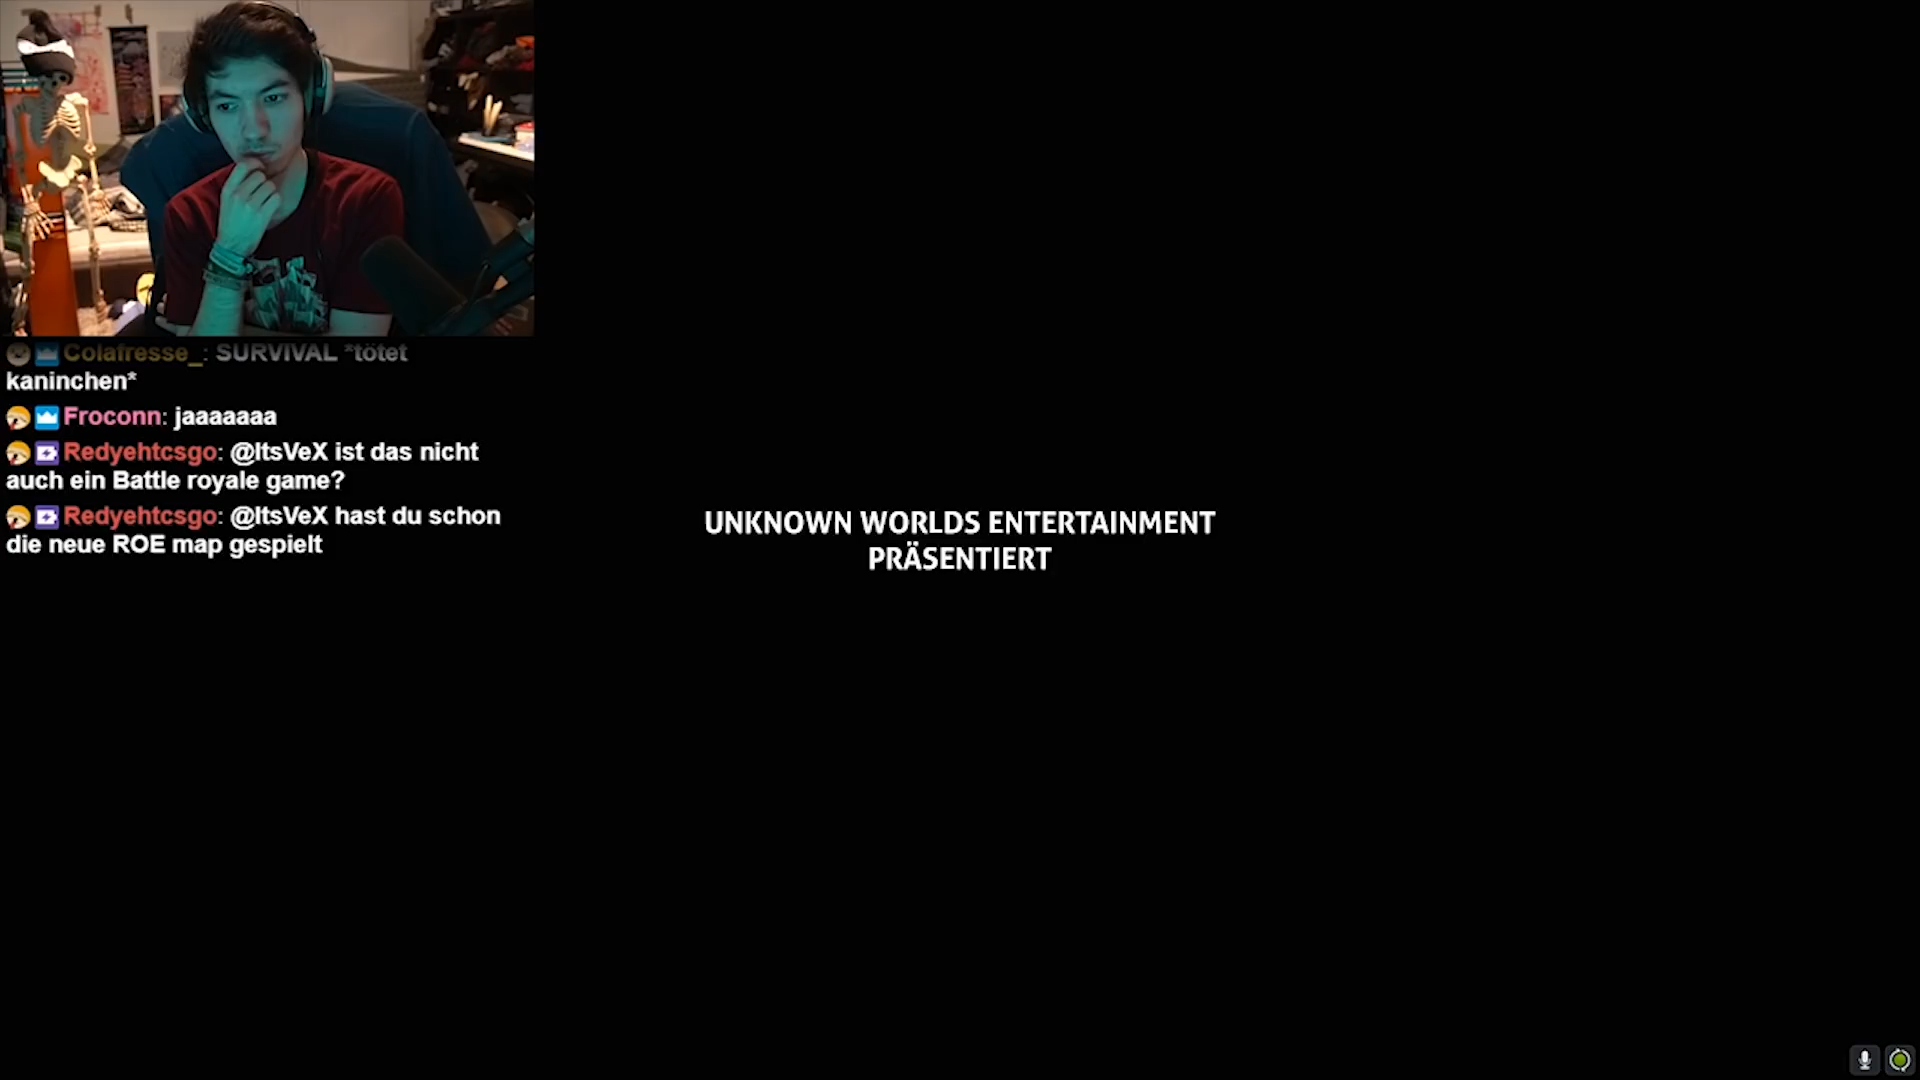 Colafresse_: SURVIVAL *tötet
kaninchen*
Froconn: jaaaaaaa
Redyehtcsgo: @ItsVeX ist das nicht
auch ein Battle royale game?
Redyehtcsgo: @ItsVeX hast du schon
die neue ROE map gespielt
UNKNOWN WORLDS ENTERTAINMENT
PRÄSENTIERT